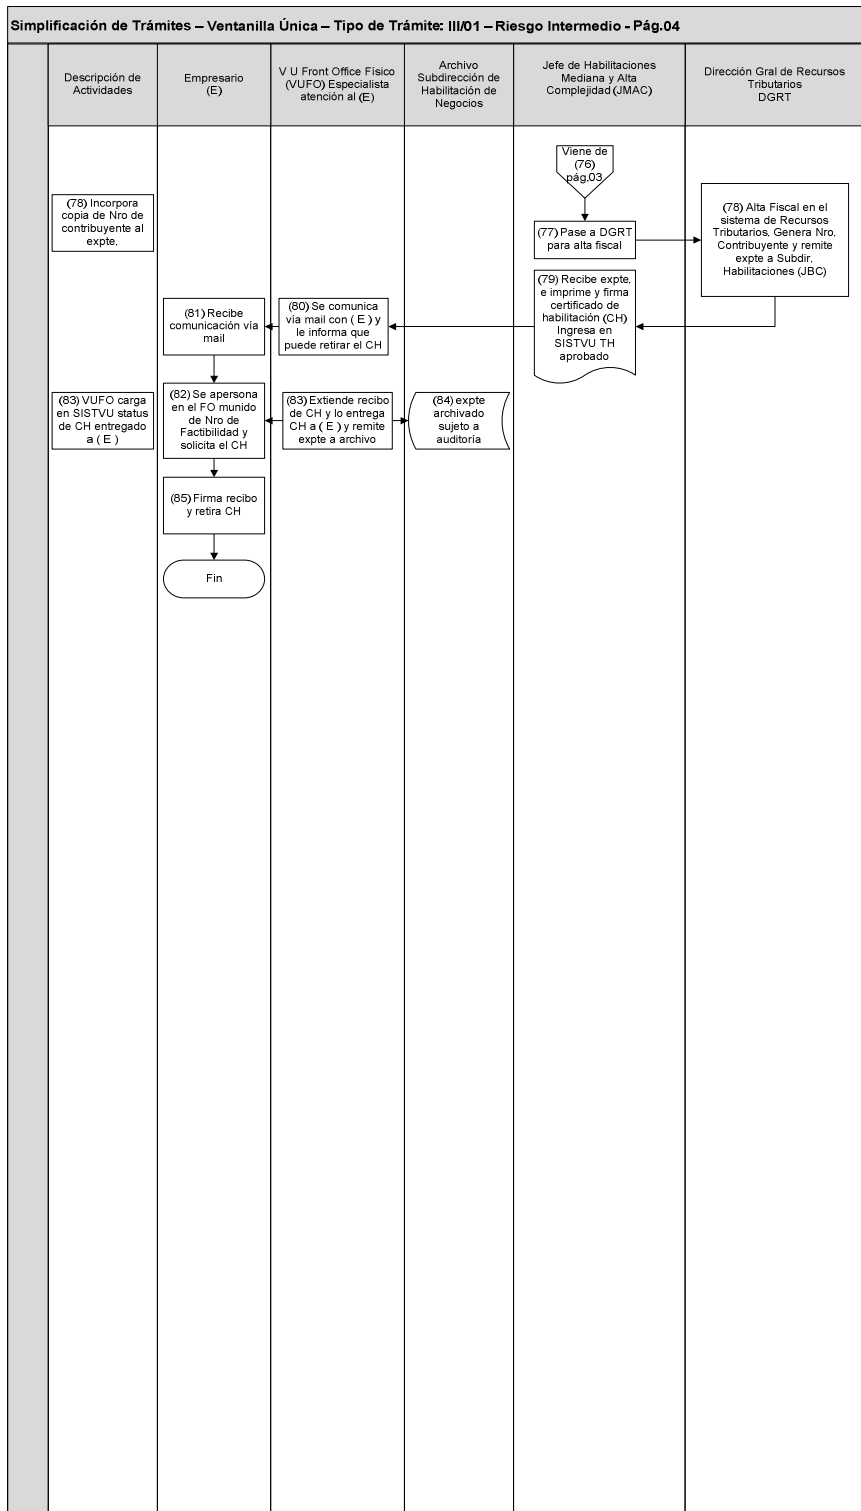 Simplificación de Trámites – Ventanilla Única – Tipo de Trámite: III/01 – Riesgo Intermedio - Pág.04
Descripción de
Actividades
Empresario
(E)
V U Front Office Físico
(VUFO) Especialista
atención al (E)
Archivo
Subdirección de
Habilitación de
Negocios
Jefe de Habilitaciones
Mediana y Alta
Complejidad (JMAC)
Dirección Gral de Recursos
Tributarios
DGRT
Viene de
(76)
pág.03
(78) Incorpora
copia de Nro de
contribuyente al
expte.
(77) Pase a DGRT
para alta fiscal
(78) Alta Fiscal en el
sistema de Recursos
Tributarios, Genera Nro.
Contribuyente y remite
expte a Subdir.
Habilitaciones (JBC)
(79) Recibe expte.
e imprime y firma
certificado de
habilitación (CH)
Ingresa en
SISTVU TH
aprobado
(80) Se comunica
vía mail con ( E ) y
le informa que
puede retirar el CH
(81) Recibe
comunicación vía
mail
(83) VUFO carga
en SISTVU status
de CH entregado
a ( E )
(82) Se apersona
en el FO munido
de Nro de
Factibilidad y
solicita el CH
(83) Extiende recibo
de CH y lo entrega
CH a ( E ) y remite
expte a archivo
(84) expte
archivado
sujeto a
auditoría
(85) Firma recibo
y retira CH
Fin